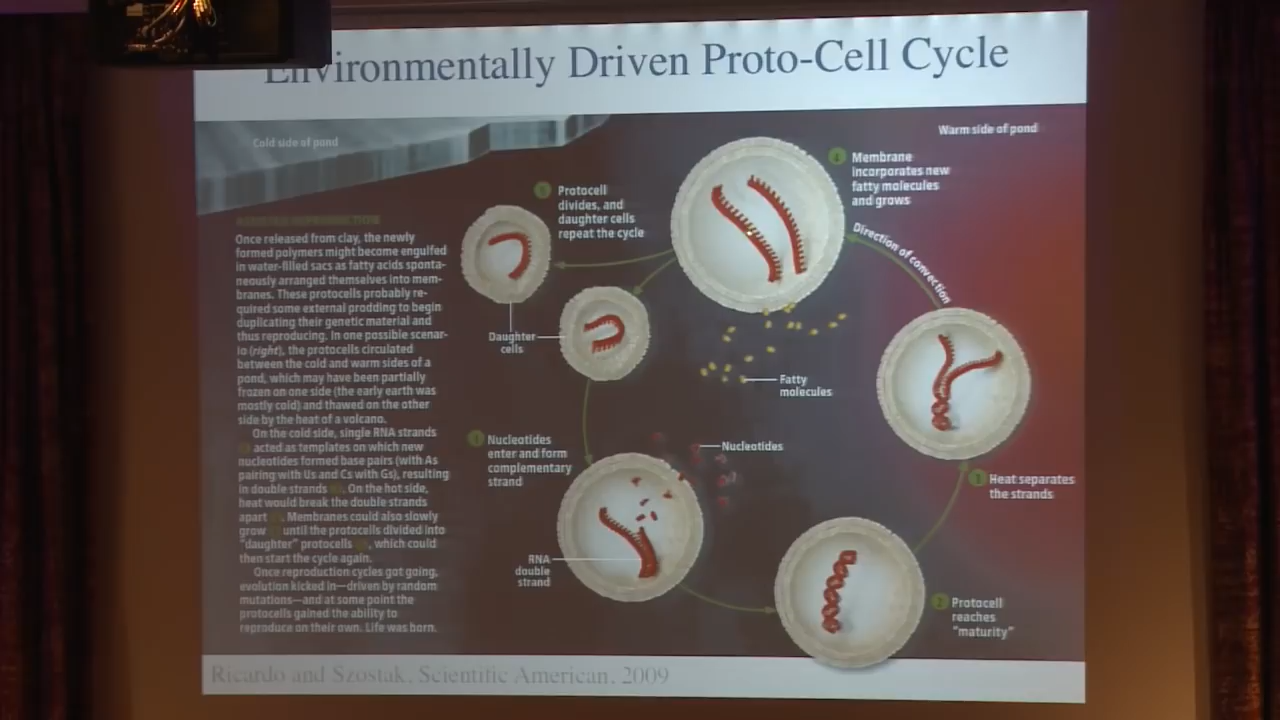 Environmentally Driven Proto-Cell Cycle
Cold side of pond
Warm side of pond
Once released from clay, the newly
formed polymers might become engulfed
in water-filled sacs as fatty acids sponta-
neously arranged themselves into mem-
branes. These protocells probably re-
quired some external prodding to begin
duplicating their genetic material and
thus reproducing. In one possible scenar-
io (right), the protocells circulated
between the cold and warm sides of a
pond, which may have been partially
frozen on one side (the early earth was
mostly cold) and thawed on the other
side by the heat of a volcano.
On the cold side, single RNA strands
acted as templates on which new
nucleotides formed base pairs (with As
pairing with Us and Cs with Gs), resulting
in double strands . On the hot side,
heat would break the double strands
apart . Membranes could also slowly
grow until the protocells divided into
"daughter" protocells , which could
then start the cycle again.
Once reproduction cycles got going,
evolution kicked in—driven by random
mutations—and at some point the
protocells gained the ability to
reproduce on their own. Life was born.
Protocell
divides, and
daughter cells
repeat the cycle
Membrane
incorporates new
fatty molecules
and grows
Direction of convection
Daughter
cells
Fatty
molecules
Nucleotides
enter and form
complementary
strand
Nucleotides
Heat separates
the strands
RNA
double
strand
Protocell
reaches
"maturity"
Ricardo and Szostak, Scientific American, 2009